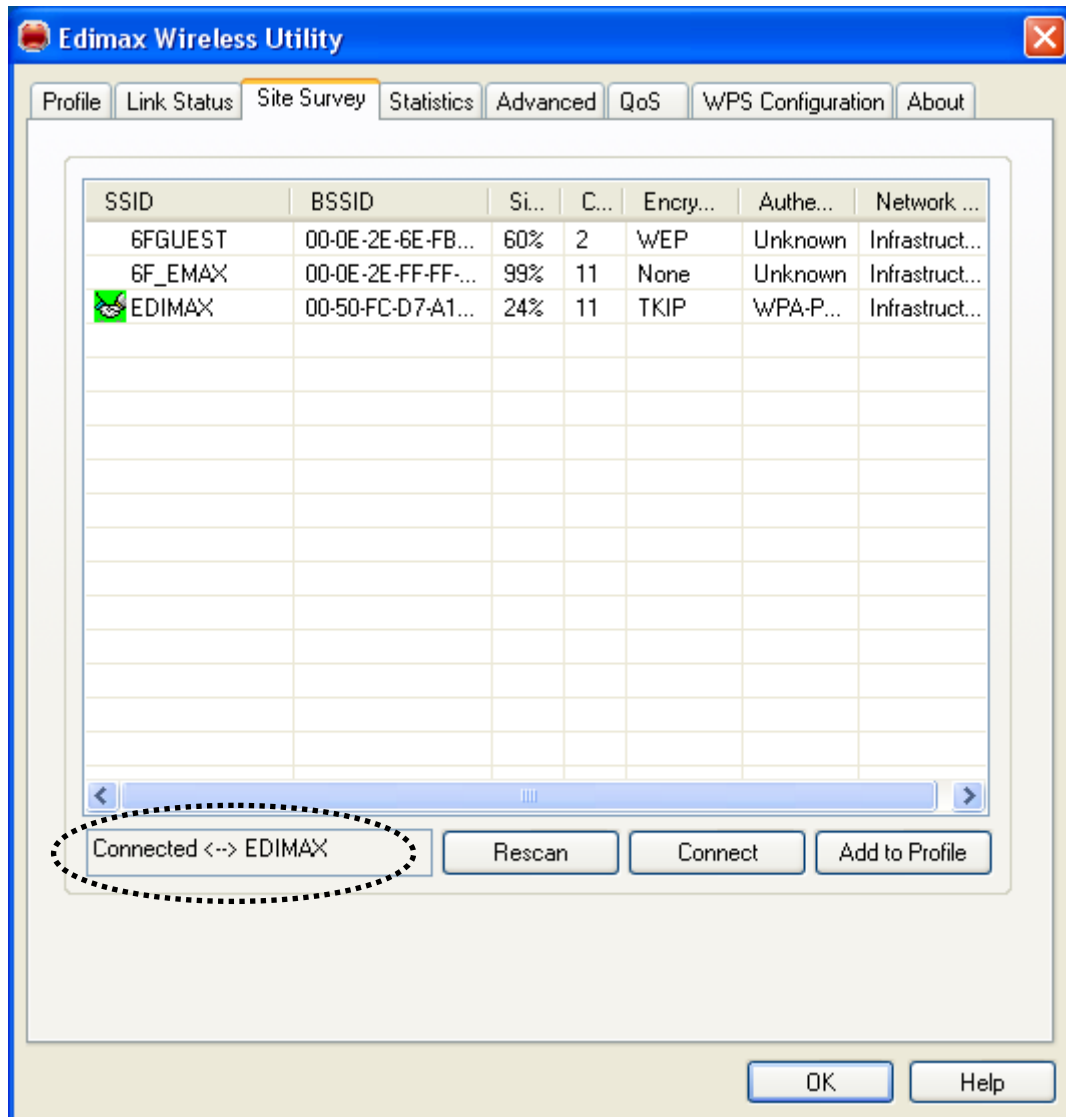 Edimax Wireless Utility
Profile Link Status Site Survey Statistics Advanced QoS WPS Configuration About
SSID BSSID Si... C... Encry... Authe... Network ...
6FGUEST 00-0E-2E-6E-FB... 60% 2 WEP Unknown Infrastruct...
6F_EMAX 00-0E-2E-FF-FF-... 99% 11 None Unknown Infrastruct...
EDIMAX 00-50-FC-D7-A1... 24% 11 TKIP WPA-P... Infrastruct...
Connected <--> EDIMAX Rescan Connect Add to Profile
OK Help